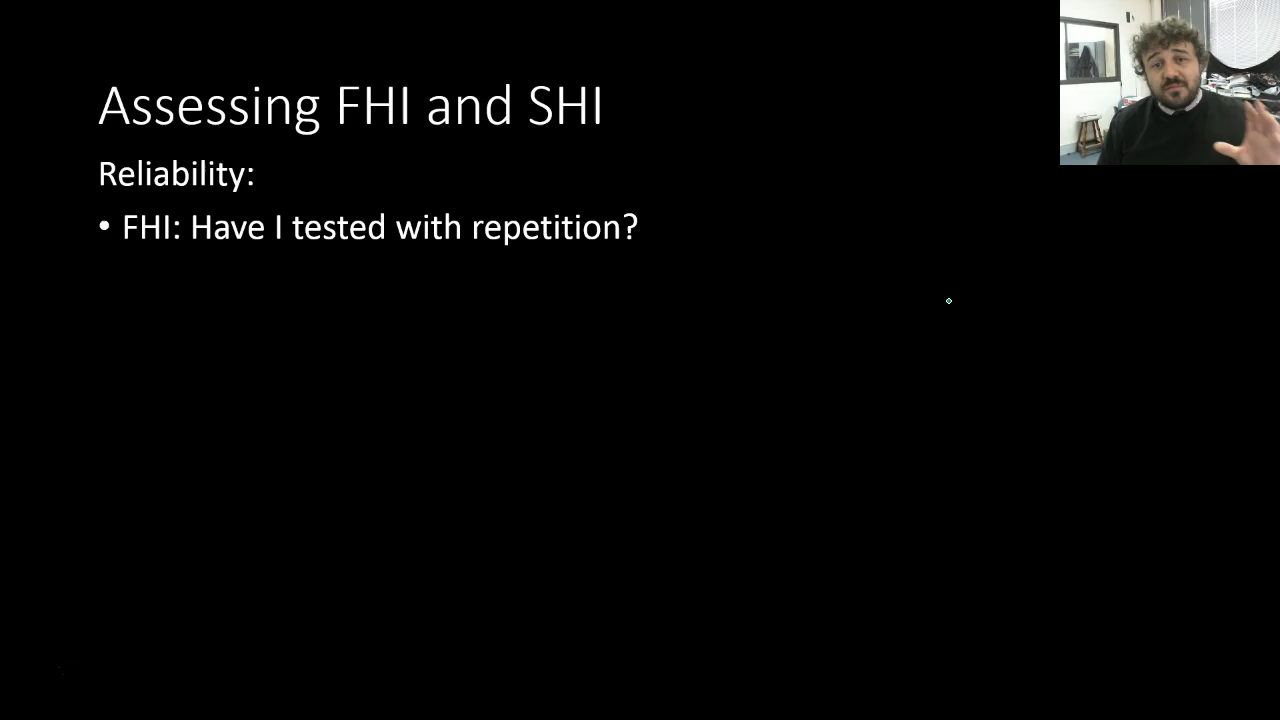 Assessing FHI and SHI
Reliability:
• FHI: Have I tested with repetition?